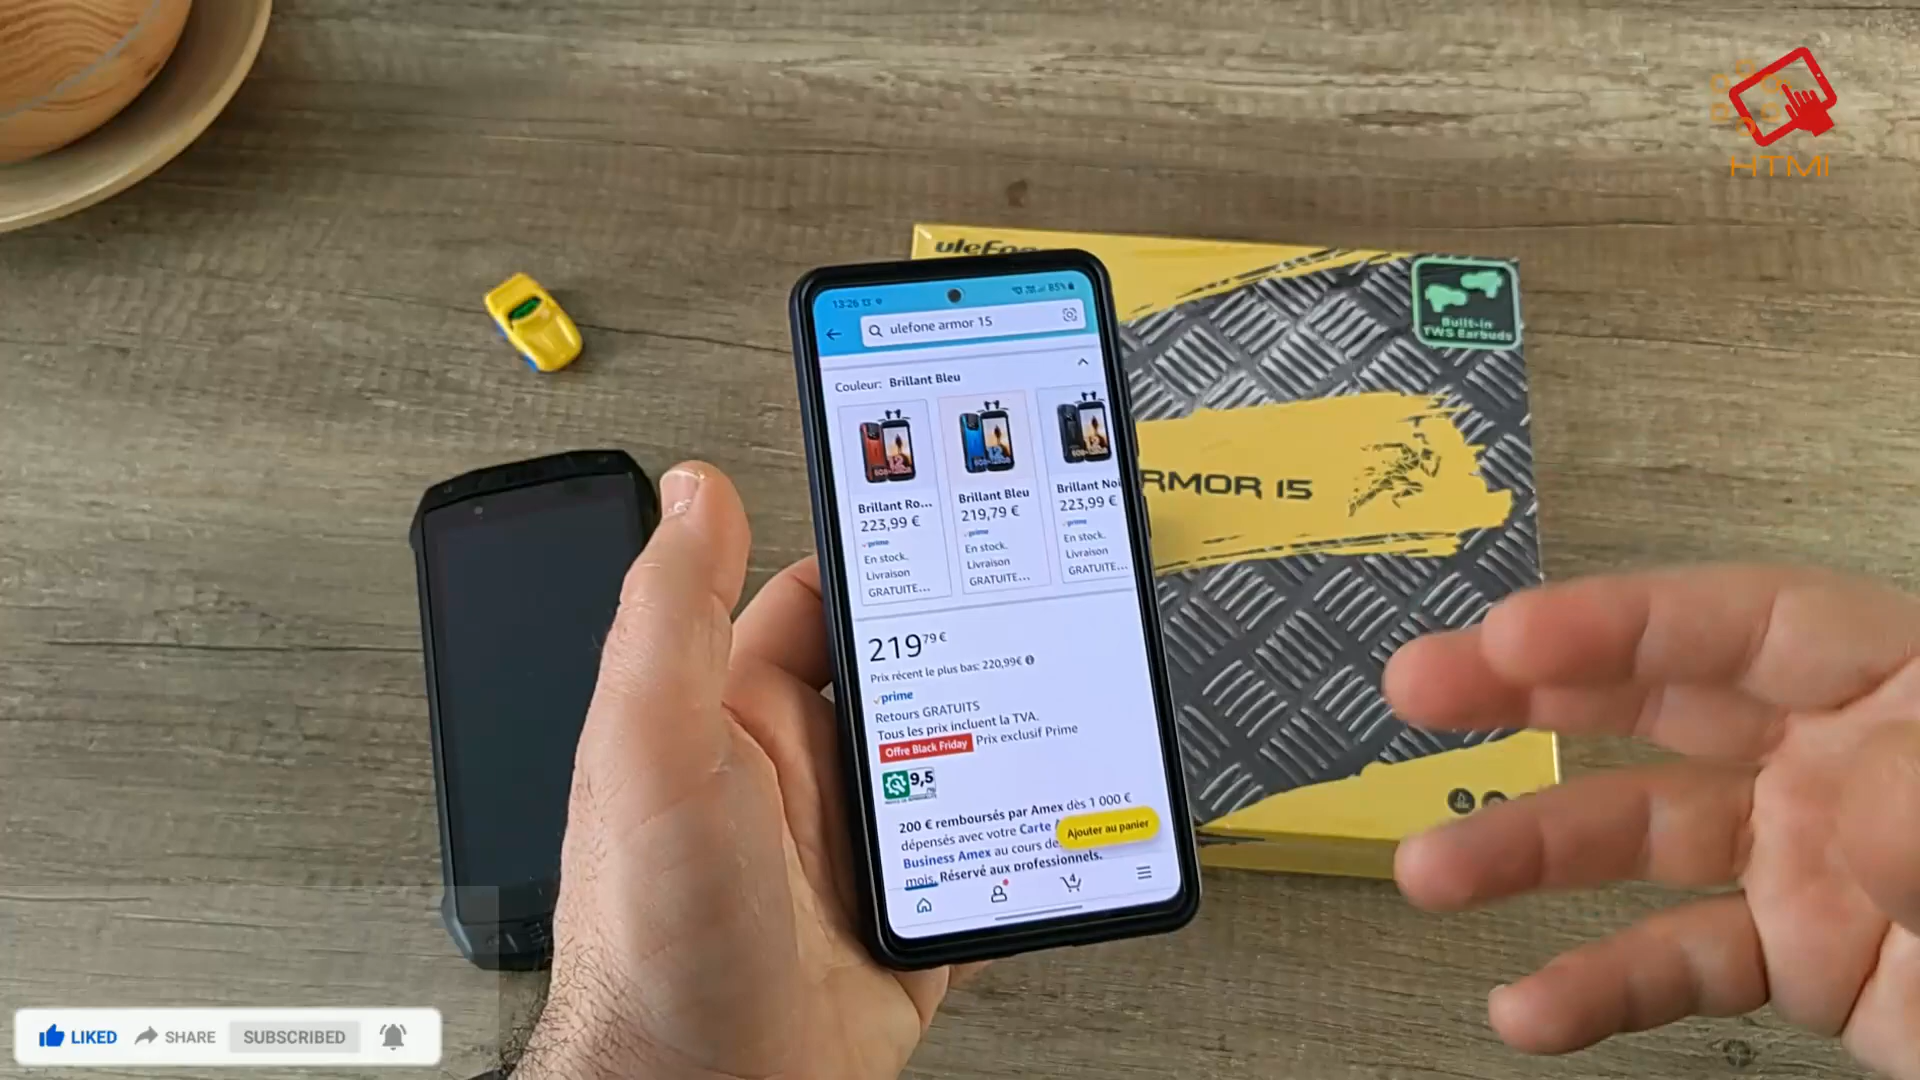 HTMI
uleFone
Built-in
TWS Earbuds
RMOR 15
13:26
85%
ulefone armor 15
Couleur: Brillant Bleu
Brillant Ro...
223,99 €
prime
En stock.
Livraison
GRATUITE...
Brillant Bleu
219,79 €
prime
En stock.
Livraison
GRATUITE...
Brillant Noi
223,99 €
prime
En stock.
Livraison
GRATUITE...
219 79 €
Prix récent le plus bas: 220,99€
prime
Retours GRATUITS
Tous les prix incluent la TVA.
Offre Black Friday Prix exclusif Prime
9,5
200 € remboursés par Amex dès 1 000 €
dépensés avec votre Carte
Business Amex au cours de
mois. Réservé aux professionnels.
Ajouter au panier
4
LIKED SHARE SUBSCRIBED